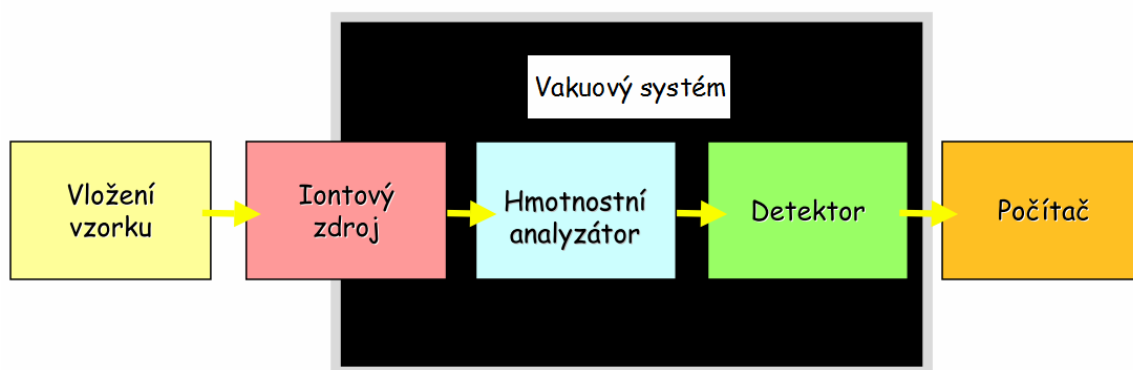 Vakuový systém
Vložení
vzorku
Iontový
zdroj
Hmotnostní
analyzátor
Detektor
Počítač